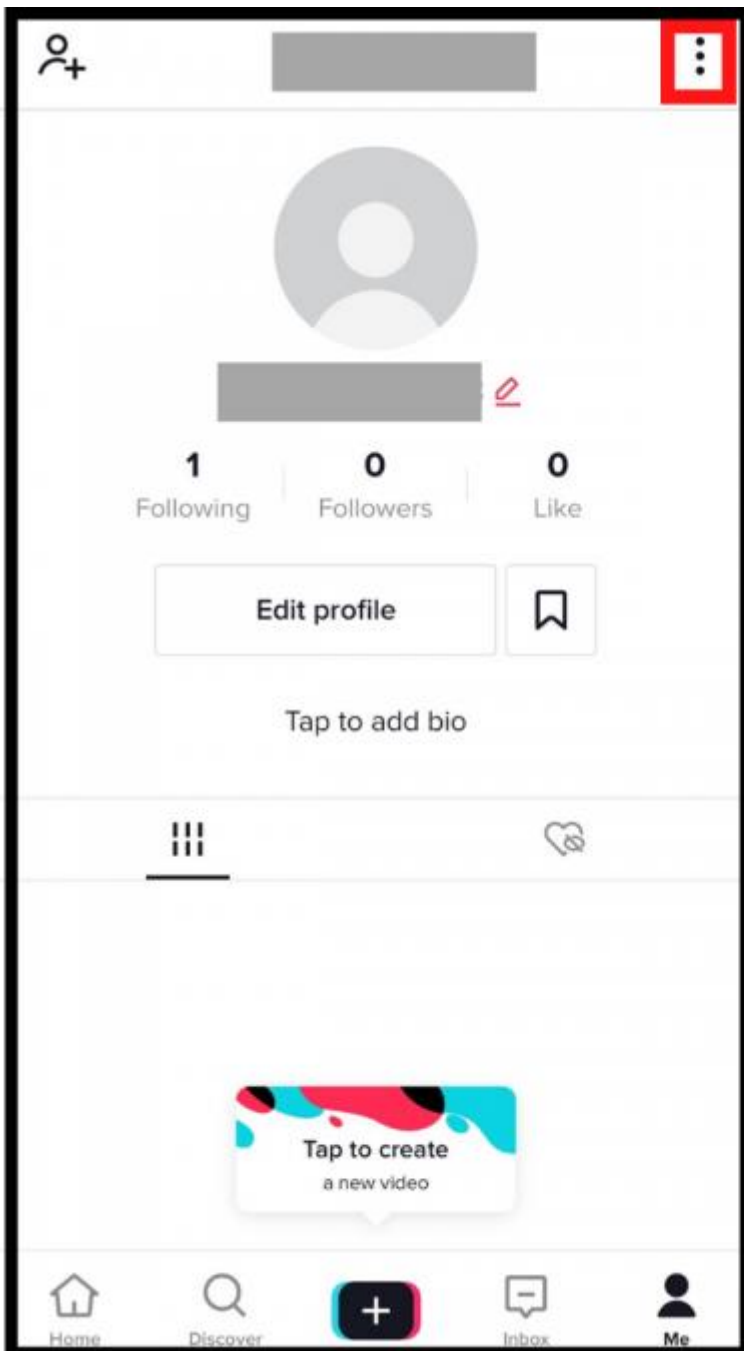 1 0 0
Following Followers Like
Edit profile
Tap to add bio
Tap to create
a new video
Home Discover Inbox Me